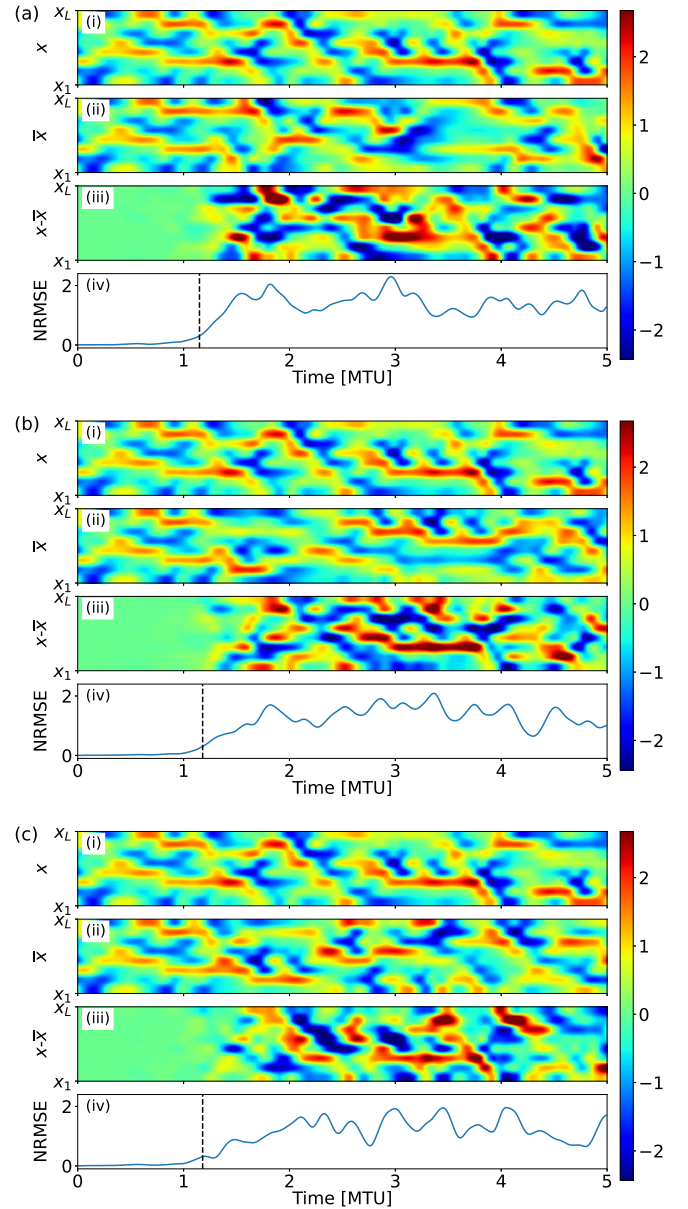 (a)
x_L
(i)
x
x_L
(ii)
x̄
x_1
x_L
(iii)
x-x̄
x_1
2
(iv)
NRMSE
0
0 1 2 3 4 5
Time [MTU]
2
1
0
−1
−2
(b)
x_L
(i)
x
x_L
(ii)
x̄
x_1
x_L
(iii)
x-x̄
x_1
2
(iv)
NRMSE
0
0 1 2 3 4 5
Time [MTU]
2
1
0
−1
−2
(c)
x_L
(i)
x
x_1
x_L
(ii)
x̄
x_L
(iii)
x-x̄
x_1
2
(iv)
NRMSE
0
0 1 2 3 4 5
Time [MTU]
2
1
0
−1
−2